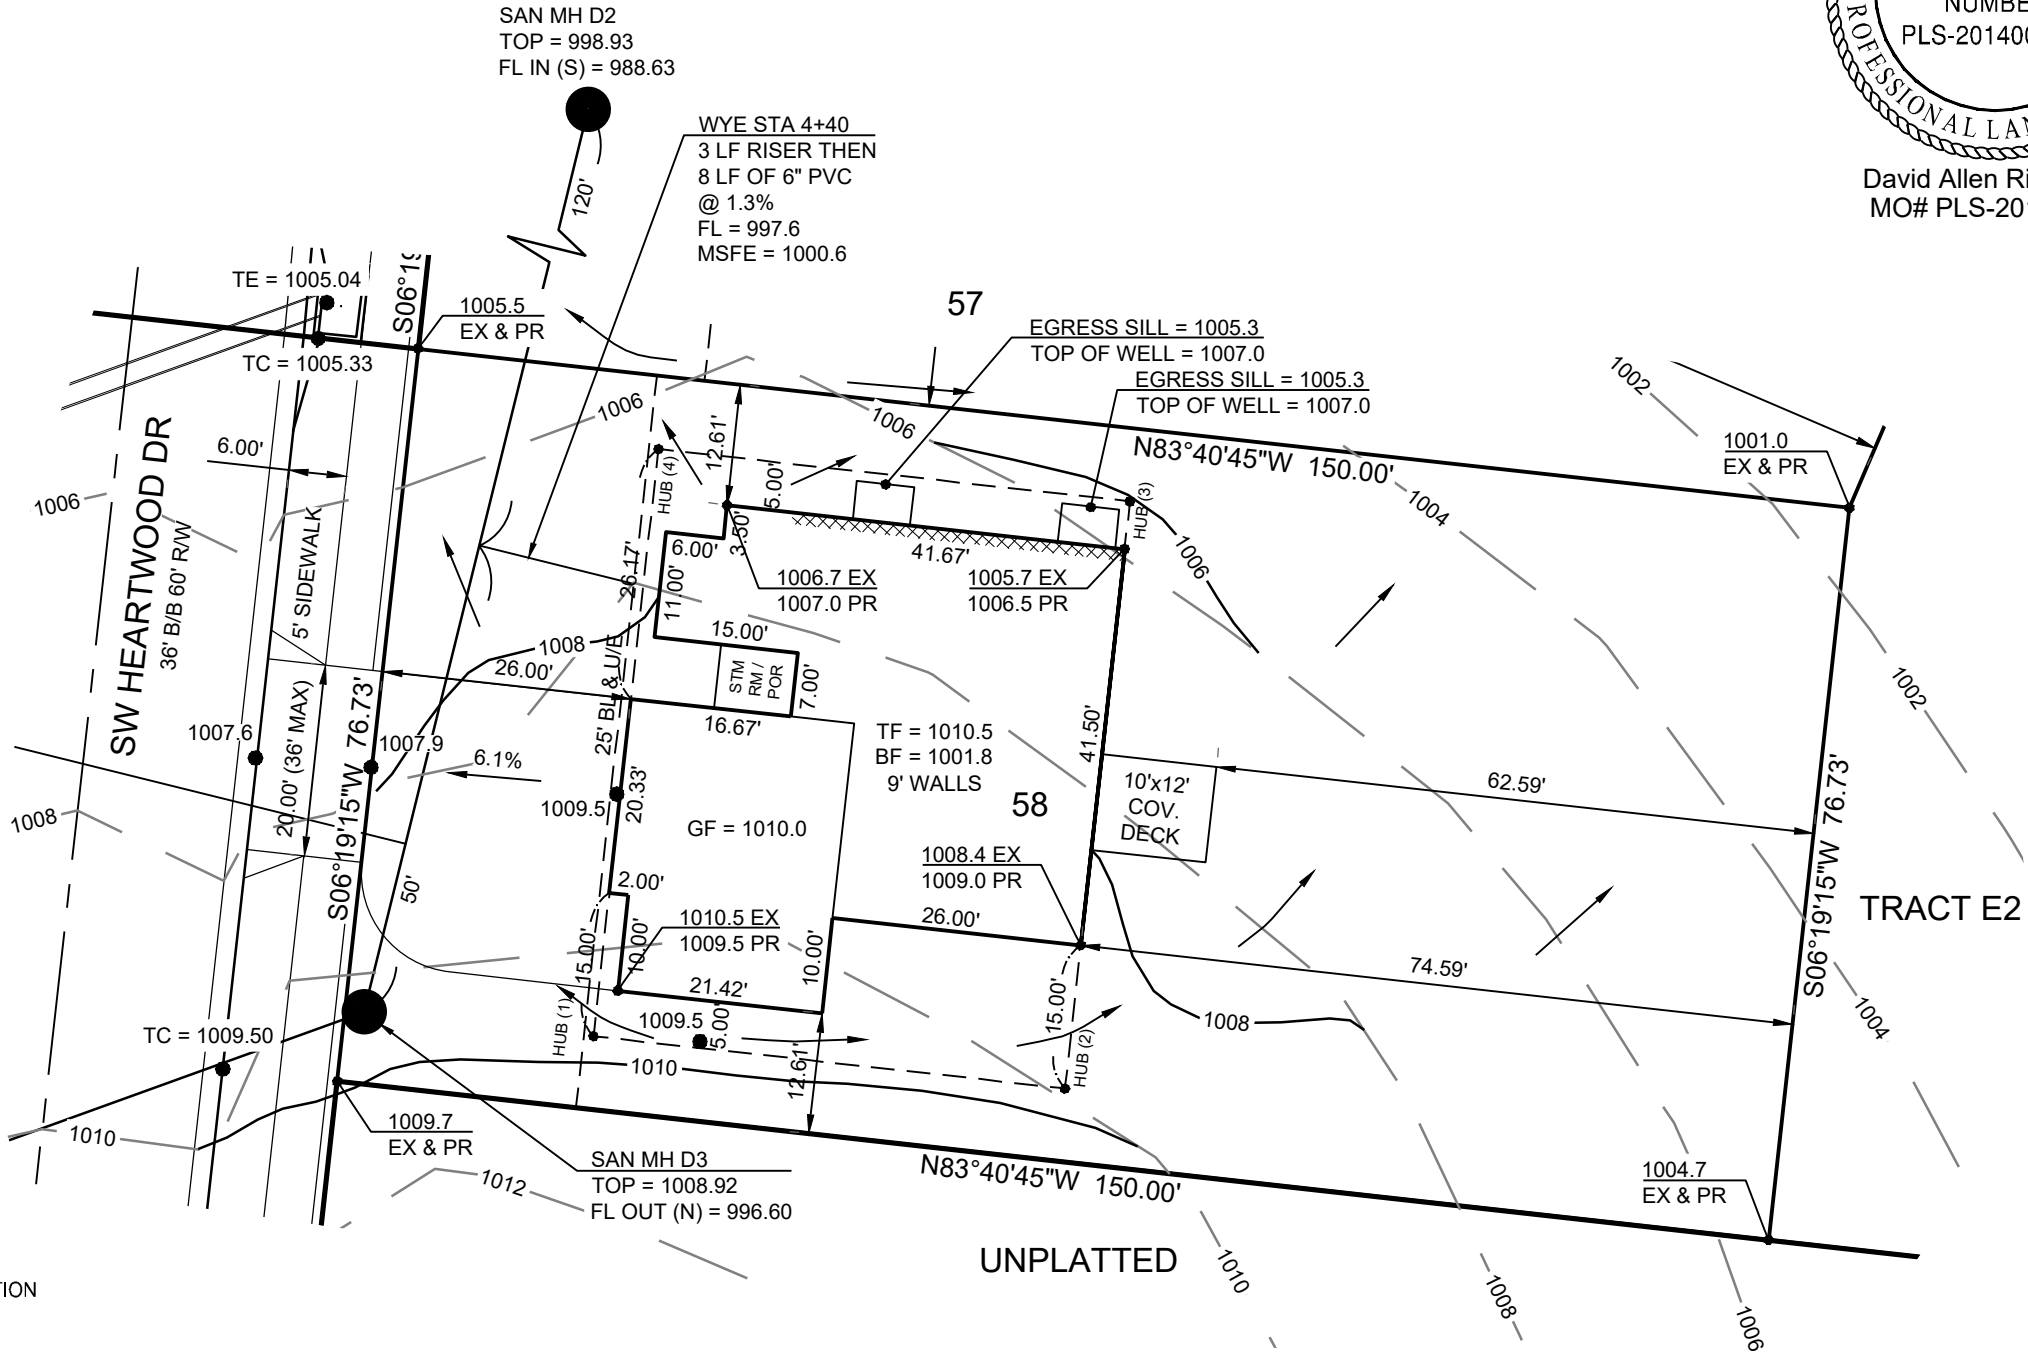 SAN MH D2
TOP = 998.93
FL IN (S) = 988.63
120'
WYE STA 4+40
3 LF RISER THEN
8 LF OF 6" PVC
@ 1.3%
FL = 997.6
MSFE = 1000.6
NUMBE
PLS-20140
ROFESSIONAL LAN
David Allen Ri
MO# PLS-20
TE = 1005.04
TC = 1005.33
S06°19
1005.5
EX & PR
57
EGRESS SILL = 1005.3
TOP OF WELL = 1007.0
EGRESS SILL = 1005.3
TOP OF WELL = 1007.0
1002
1001.0
EX & PR
N83°40'45"W 150.00'
1006
1006
1004
6.00'
1006
SW HEARTWOOD DR
36' B/B 60' R/W
5' SIDEWALK
HUB (4)
12.61'
5.00'
HUB (3)
6.00'
3.50'
41.67'
1006
26.17'
11.00'
1006.7 EX
1007.0 PR
1005.7 EX
1006.5 PR
15.00'
1008
26.00'
25' BL & U/E
STM
RM /
POR
7.00'
16.67'
1002
1007.6
20.00' (36' MAX)
S06°19'15"W 76.73'
1007.9
6.1%
1009.5
20.33'
TF = 1010.5
BF = 1001.8
9' WALLS
41.50'
58
10'x12'
COV.
DECK
62.59'
S06°19'15"W 76.73'
TRACT E2
1008
GF = 1010.0
50'
2.00'
1008.4 EX
1009.0 PR
1010.5 EX
1009.5 PR
26.00'
15.00'
10.00'
10.00'
21.42'
74.59'
1004
HUB (1)
1009.5
5.00'
15.00'
HUB (2)
1008
TC = 1009.50
1010
12.61'
1010
1009.7
EX & PR
1012
SAN MH D3
TOP = 1008.92
FL OUT (N) = 996.60
N83°40'45"W 150.00'
1004.7
EX & PR
UNPLATTED
1010
1008
1006
TION